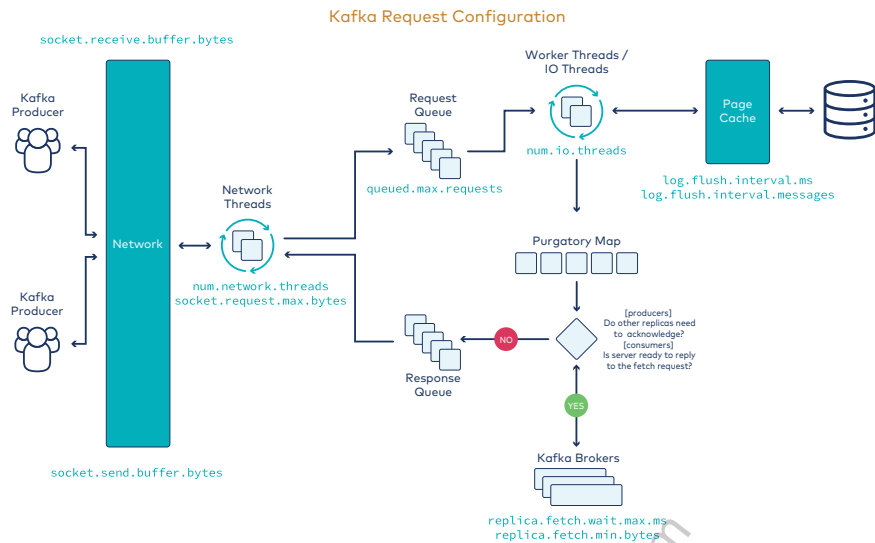 Kafka Request Configuration
socket.receive.buffer.bytes
Kafka
Producer
Kafka
Producer
Network
socket.send.buffer.bytes
Network
Threads
num.network.threads
socket.request.max.bytes
Request
Queue
queued.max.requests
Worker Threads /
IO Threads
num.io.threads
Page
Cache
log.flush.interval.ms
log.flush.interval.messages
Purgatory Map
[producers]
Do other replicas need
to acknowledge?
[consumers]
Is server ready to reply
to the fetch request?
NO
Response
Queue
YES
Kafka Brokers
replica.fetch.wait.max.ms
replica.fetch.min.bytes